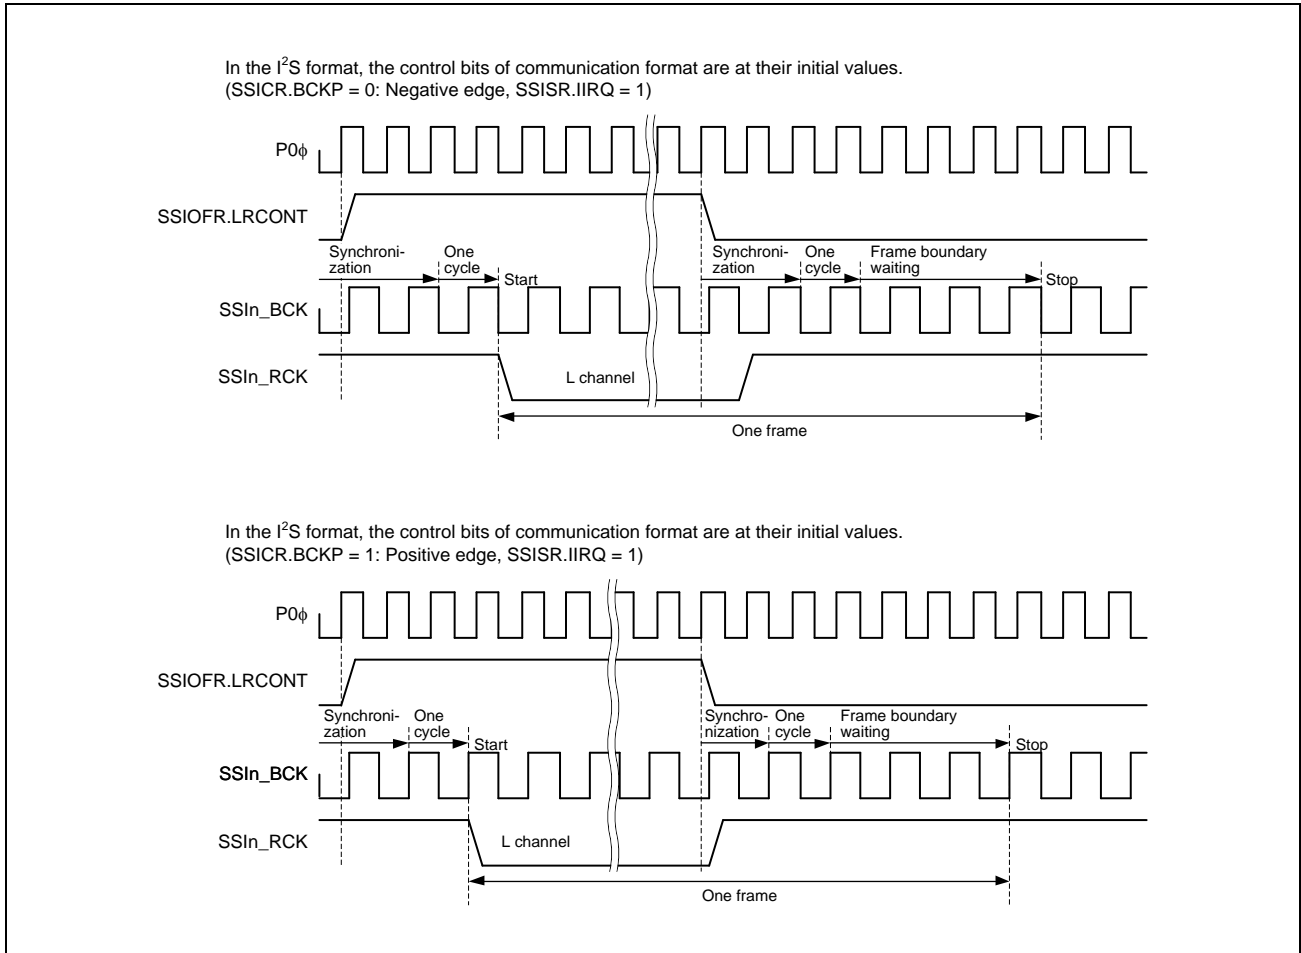 In the I²S format, the control bits of communication format are at their initial values.
(SSICR.BCKP = 0: Negative edge, SSISR.IIRQ = 1)
P0ϕ
SSIOFR.LRCONT
Synchroni-
zation
One
cycle
Start
Synchroni-
zation
One
cycle
Frame boundary
waiting
Stop
SSIn_BCK
SSIn_RCK
L channel
One frame
In the I²S format, the control bits of communication format are at their initial values.
(SSICR.BCKP = 1: Positive edge, SSISR.IIRQ = 1)
P0ϕ
SSIOFR.LRCONT
Synchroni-
zation
One
cycle
Start
Synchro-
nization
One
cycle
Frame boundary
waiting
Stop
SSIn_BCK
SSIn_RCK
L channel
One frame